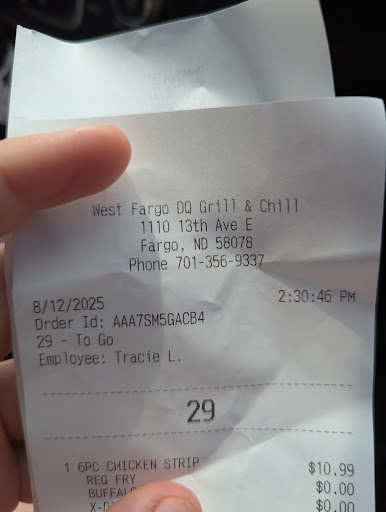 West Fargo DQ Grill & Chill
1110 13th Ave E
Fargo, ND 58078
Phone 701-356-9337
8/12/2025 2:30:46 PM
Order Id: AAA7SM5GACB4
29 - To Go
Employee: Tracie L.
29
1 6PC CHICKEN STRIP $10.99
REG FRY $0.00
$0.00
$0.00